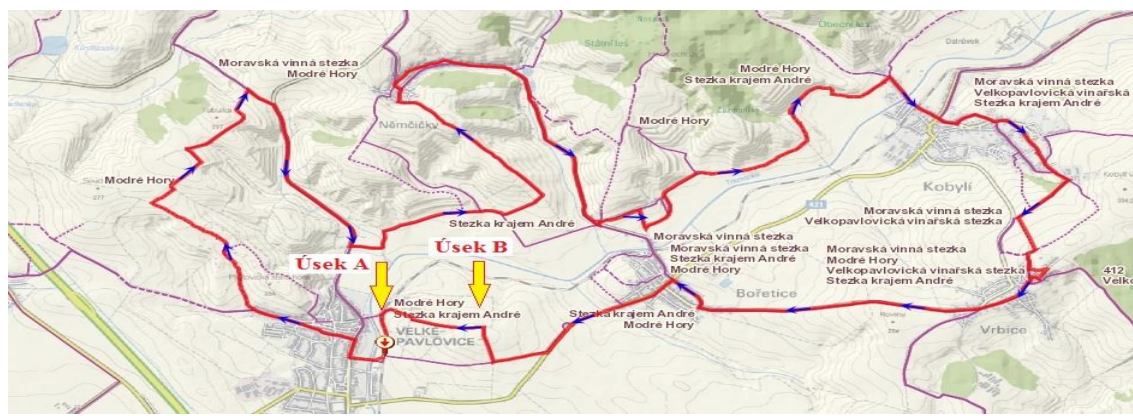 Moravská vinná stezka
Modré Hory
Němčičky
Modré Hory
Stezka krajem André
Úsek A
Úsek B
Modré Hory
Stezka krajem André
VELKÉ
PAVLOVICE
Modré Hory
Modré Hory
Stezka krajem André
Moravská vinná stezka
Velkopavlovická vinařská
Stezka krajem André
Kobylí
Moravská vinná stezka
Velkopavlovická vinařská stezka
Moravská vinná stezka
Moravská vinná stezka
Stezka krajem André
Modré Hory
Moravská vinná stezka
Modré Hory
Velkopavlovická vinařská stezka
Stezka krajem André
421
Bořetice
Stezka krajem André
Modré Hory
Vrbice
412
Velko